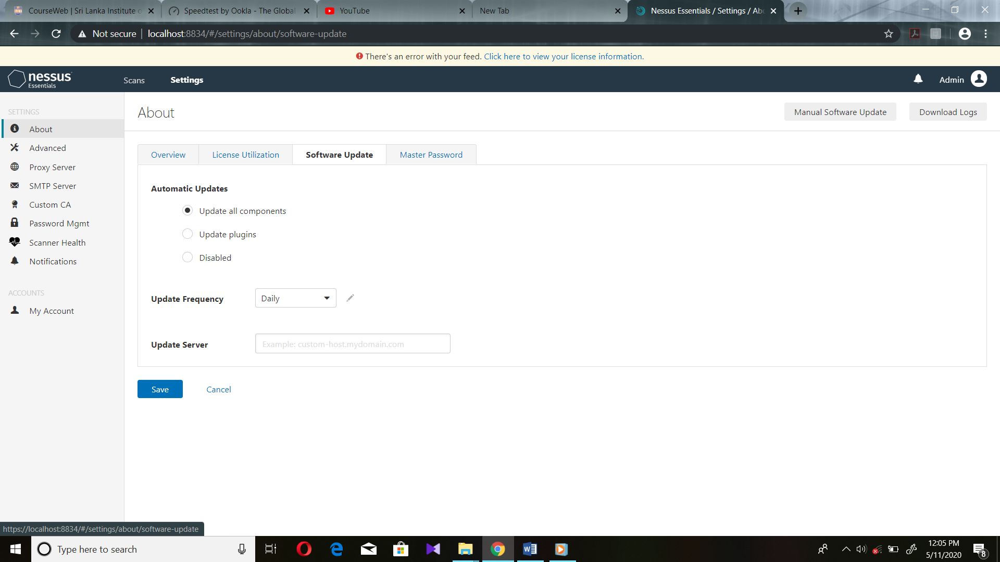 CourseWeb | Sri Lanka Institute o
Speedtest by Ookla - The Global
YouTube
New Tab
Nessus Essentials / Settings / Abo
Not secure
localhost:8834/#/settings/about/software-update
There's an error with your feed. Click here to view your license information.
nessus
Essentials
Scans
Settings
Admin
SETTINGS
About
Advanced
Proxy Server
SMTP Server
Custom CA
Password Mgmt
Scanner Health
Notifications
ACCOUNTS
My Account
About
Manual Software Update
Download Logs
Overview
License Utilization
Software Update
Master Password
Automatic Updates
Update all components
Update plugins
Disabled
Update Frequency
Daily
Update Server
Example: custom-host.mydomain.com
Save
Cancel
https://localhost:8834/#/settings/about/software-update
Type here to search
12:05 PM
5/11/2020
8